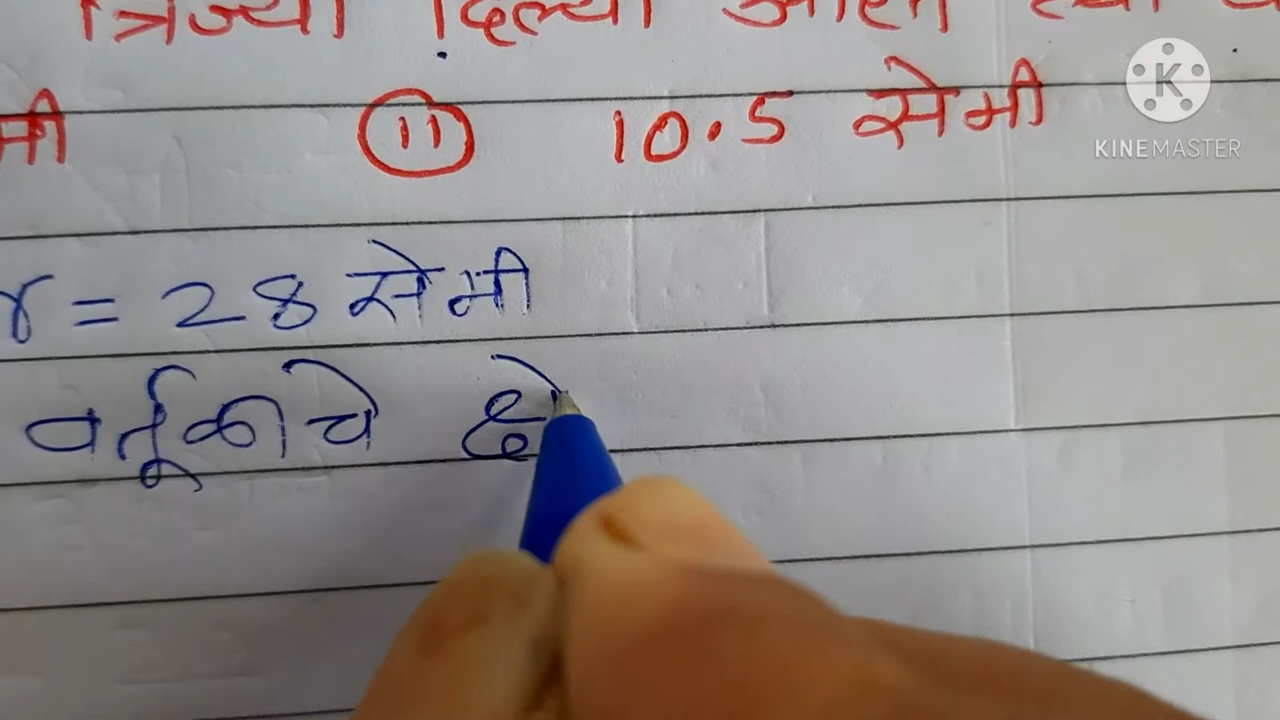 त्रिज्या दिल्या आहेत त्या
मी (11) 10.5 सेमी
KINEMASTER
r = 28 सेमी
वर्तूळाचे क्षे